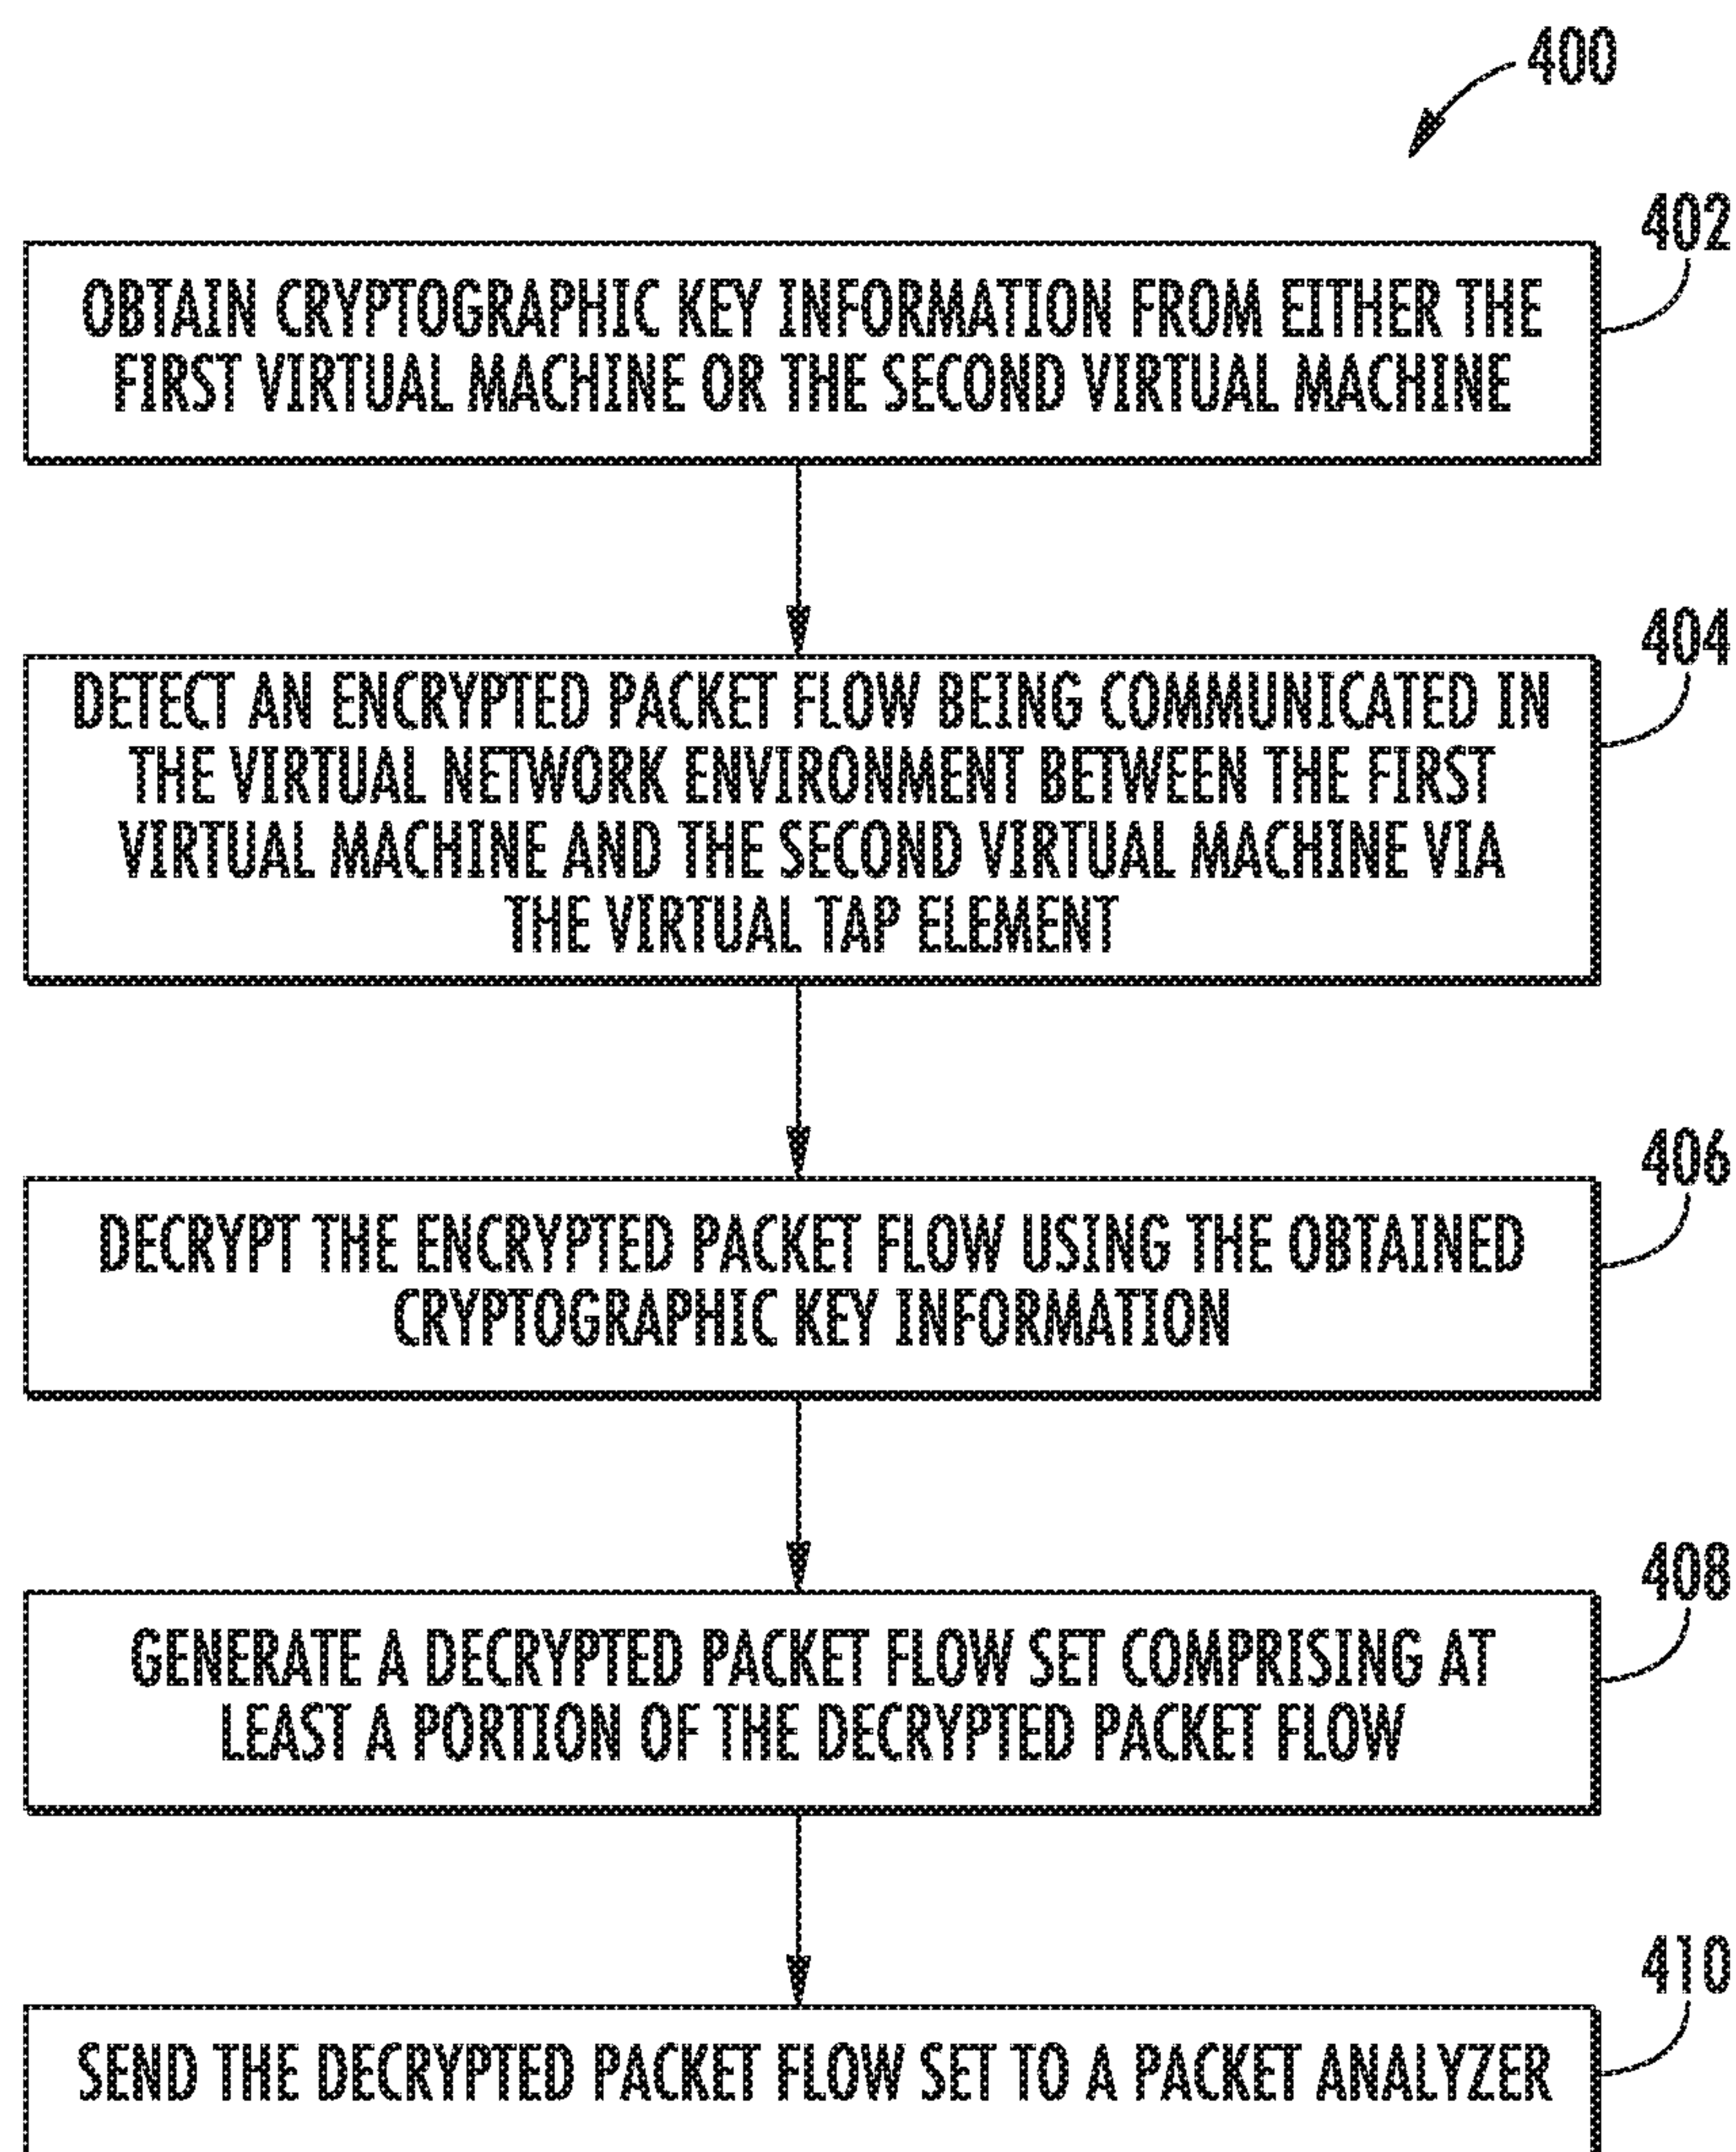 400
402
OBTAIN CRYPTOGRAPHIC KEY INFORMATION FROM EITHER THE
FIRST VIRTUAL MACHINE OR THE SECOND VIRTUAL MACHINE
404
DETECT AN ENCRYPTED PACKET FLOW BEING COMMUNICATED IN
THE VIRTUAL NETWORK ENVIRONMENT BETWEEN THE FIRST
VIRTUAL MACHINE AND THE SECOND VIRTUAL MACHINE VIA
THE VIRTUAL TAP ELEMENT
406
DECRYPT THE ENCRYPTED PACKET FLOW USING THE OBTAINED
CRYPTOGRAPHIC KEY INFORMATION
408
GENERATE A DECRYPTED PACKET FLOW SET COMPRISING AT
LEAST A PORTION OF THE DECRYPTED PACKET FLOW
410
SEND THE DECRYPTED PACKET FLOW SET TO A PACKET ANALYZER